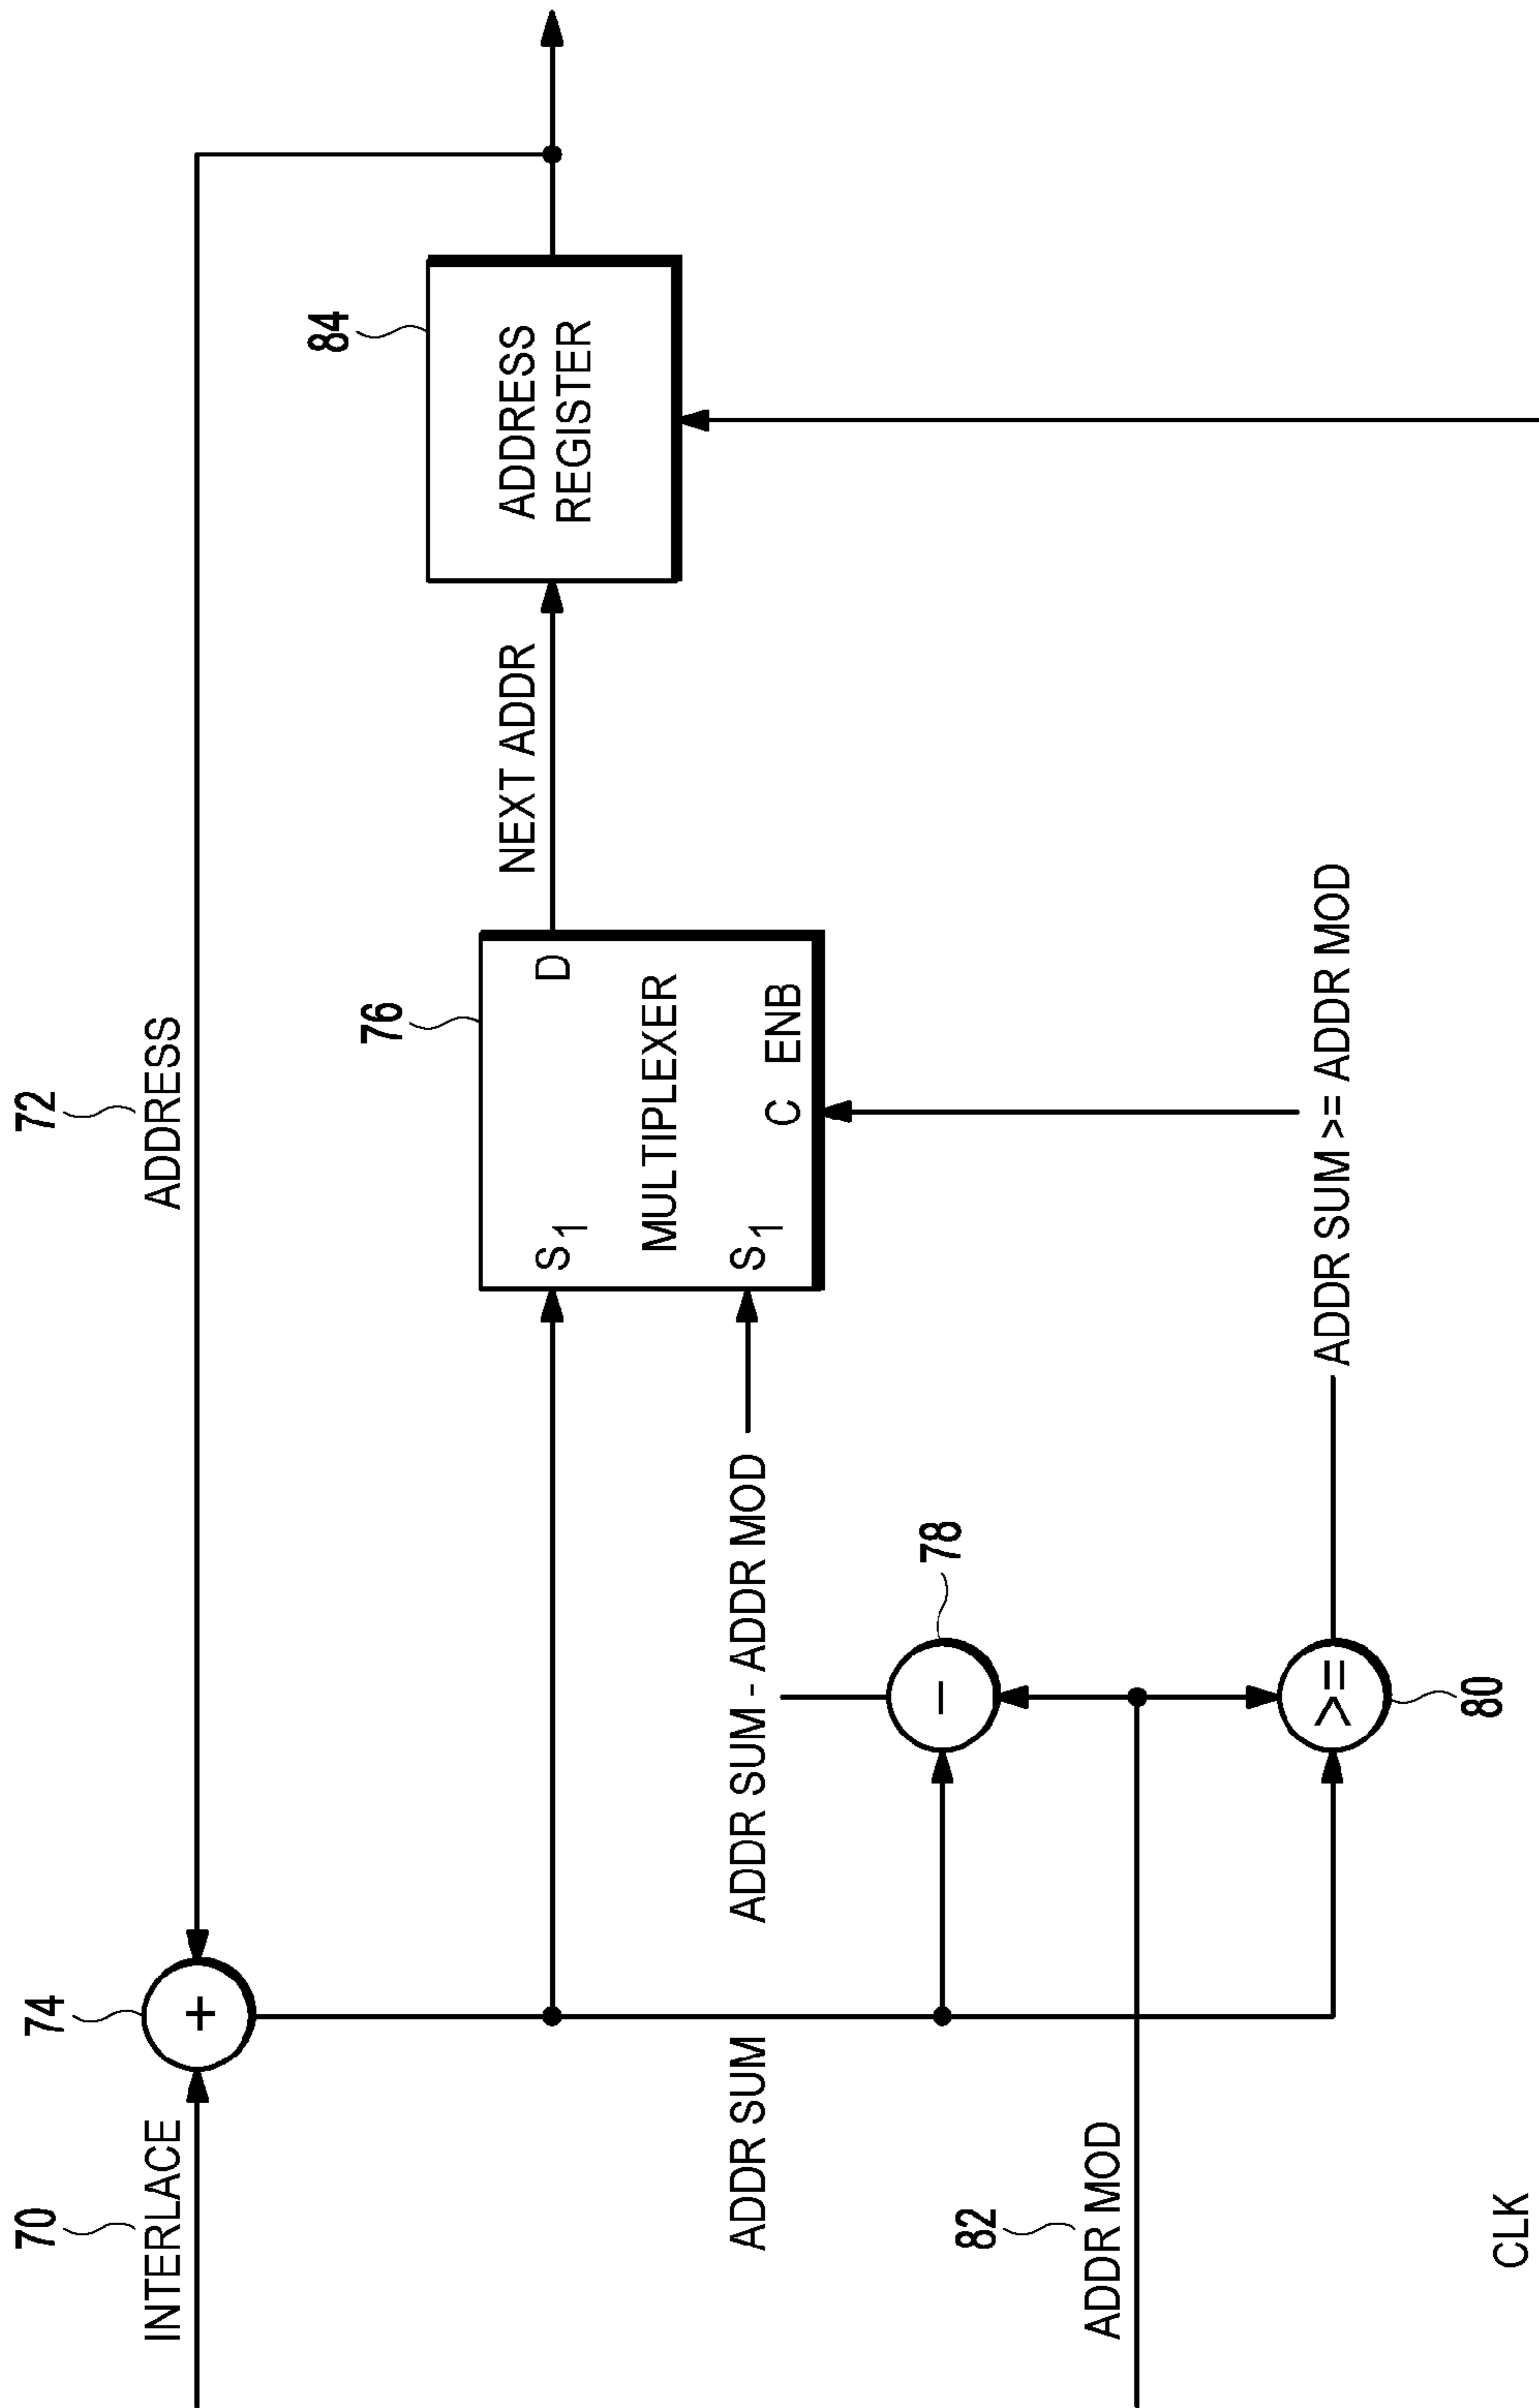 72
ADDRESS
70
INTERLACE
74
+
84
ADDRESS
REGISTER
NEXT ADDR
76
S1
D
MULTIPLEXER
S1
C ENB
ADDR SUM
ADDR SUM - ADDR MOD
78
-
82
ADDR MOD
ADDR SUM >= ADDR MOD
>=
80
CLK